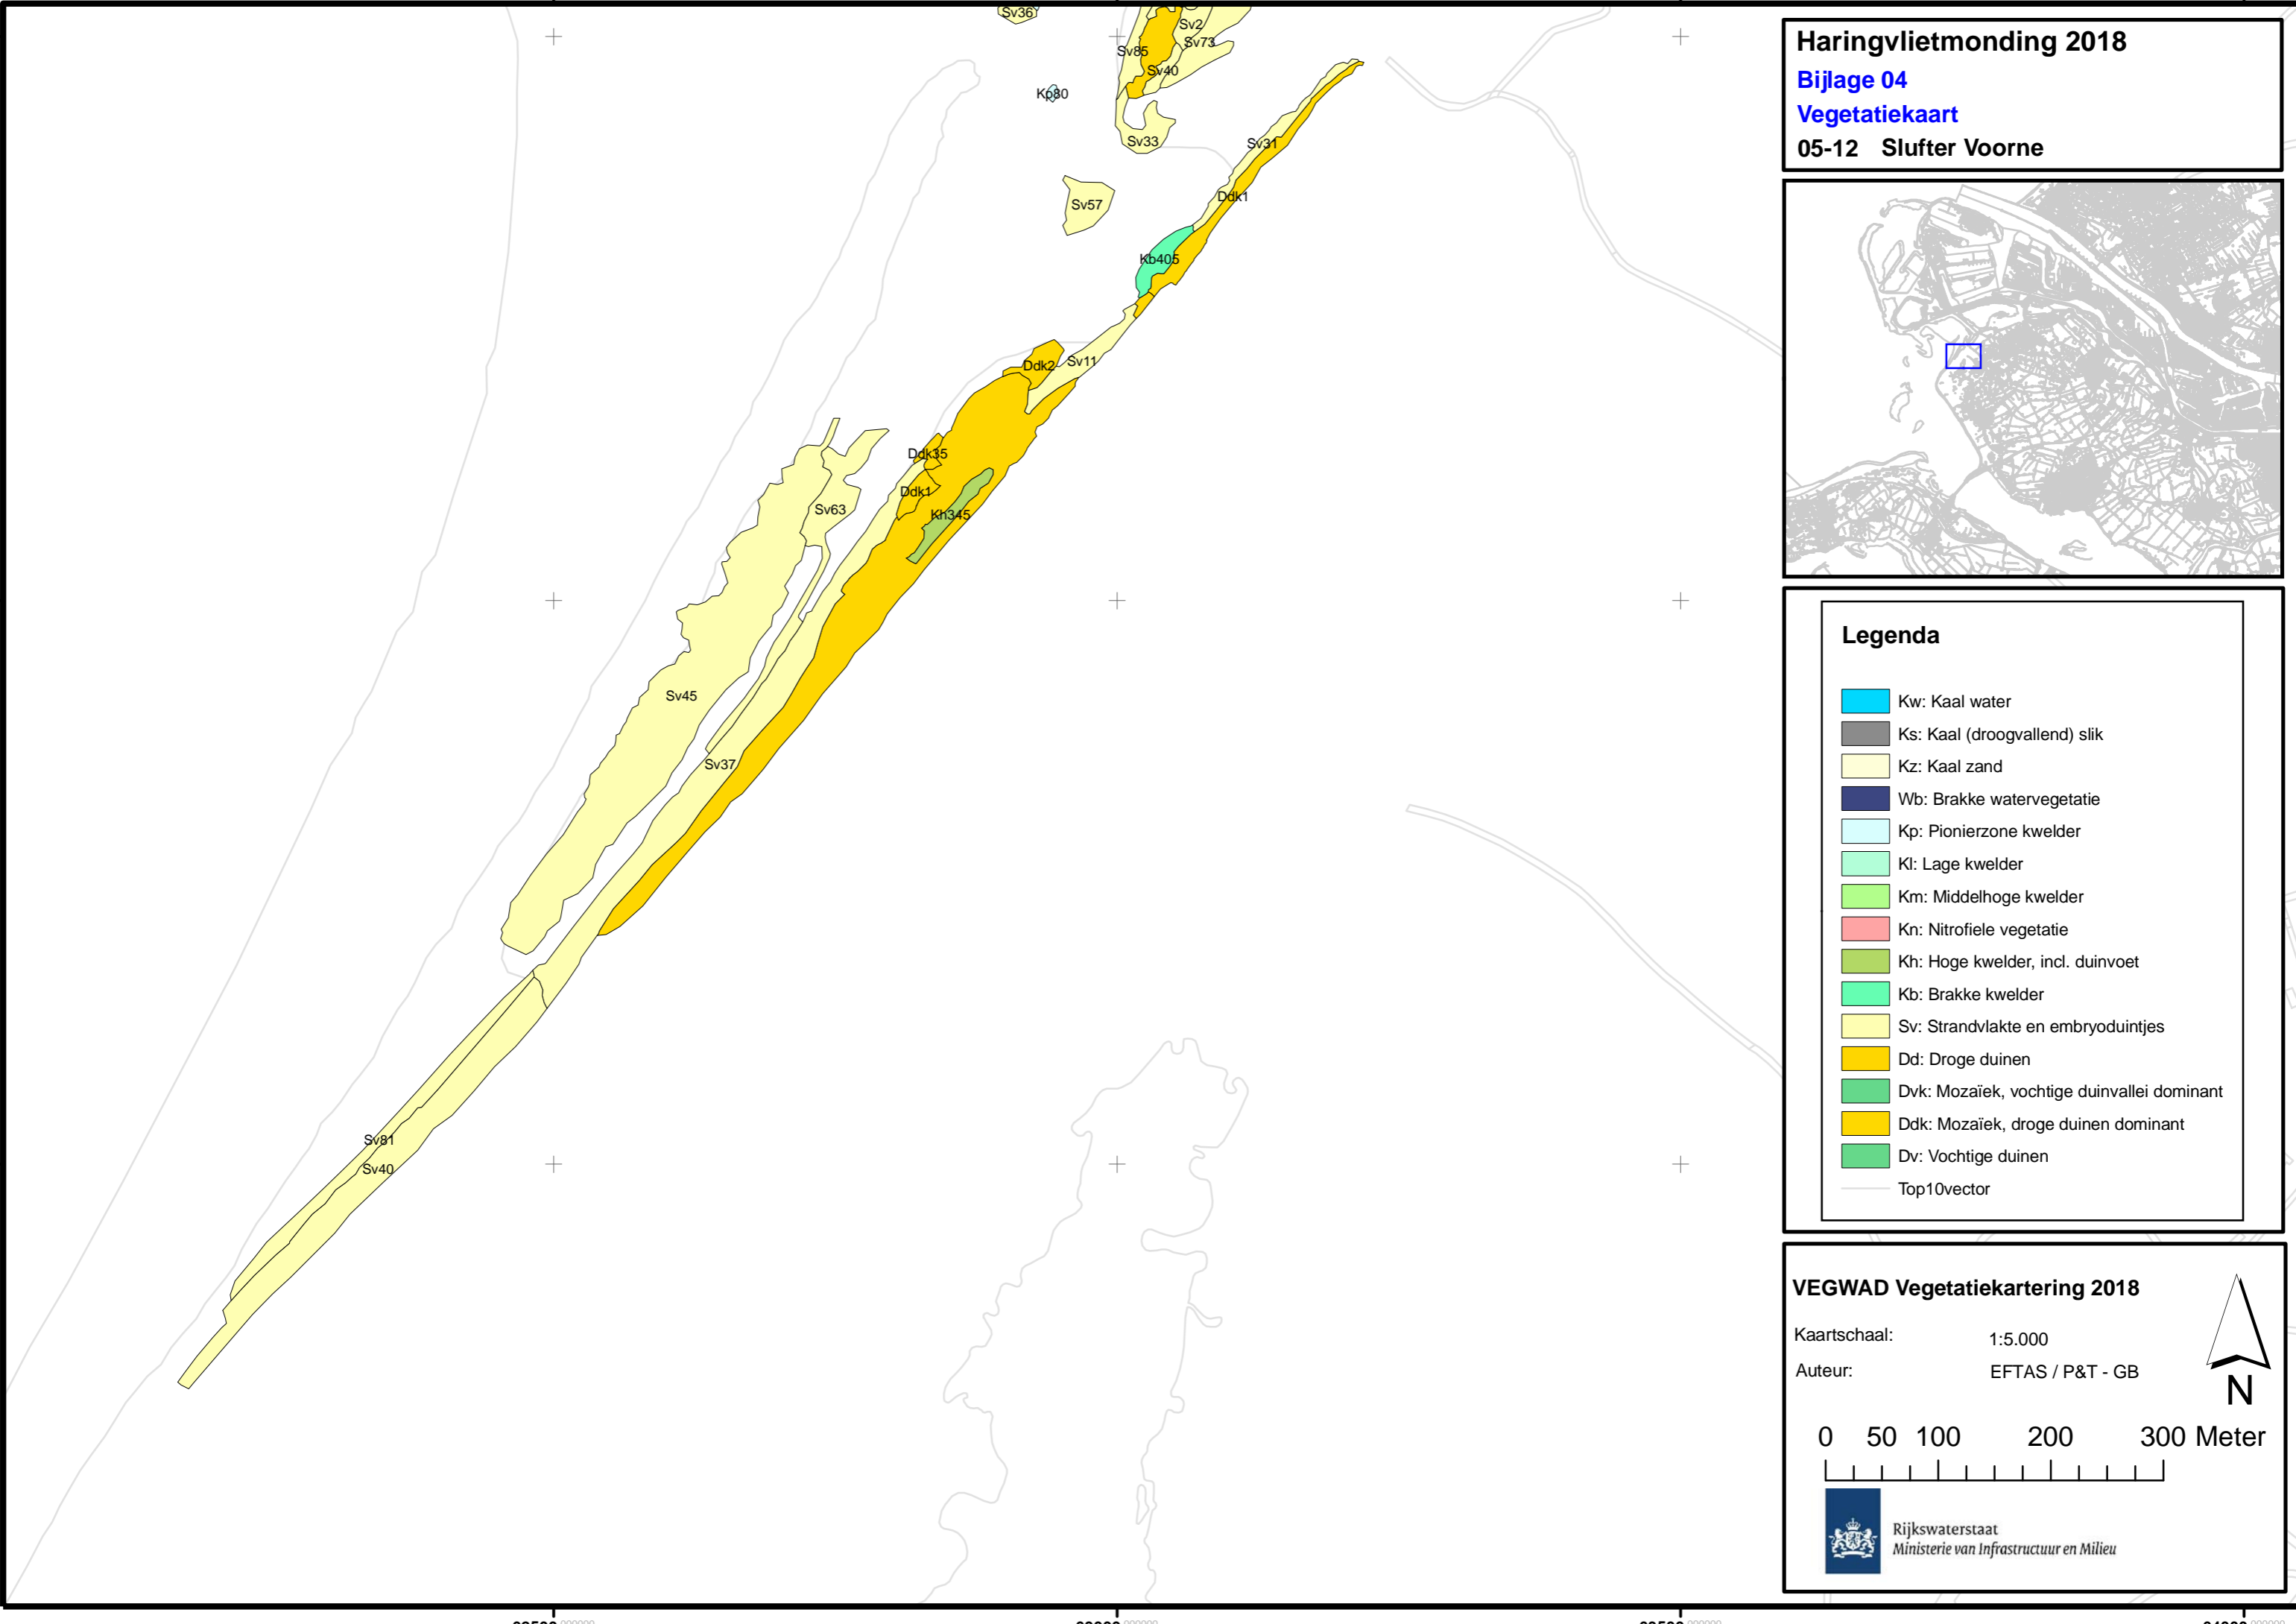 Haringvlietmonding 2018
Bijlage 04
Vegetatiekaart
05-12 Slufter Voorne
Sv36
Sv2
Sv73
Sv85
Sv40
Kp80
Sv33
Sv31
Ddk1
Sv57
Kb405
Ddk2
Sv11
Ddk35
Ddk1
Kh345
Sv63
Sv45
Sv37
Sv81
Sv40
Legenda
Kw: Kaal water
Ks: Kaal (droogvallend) slik
Kz: Kaal zand
Wb: Brakke watervegetatie
Kp: Pionierzone kwelder
Kl: Lage kwelder
Km: Middelhoge kwelder
Kn: Nitrofiele vegetatie
Kh: Hoge kwelder, incl. duinvoet
Kb: Brakke kwelder
Sv: Strandvlakte en embryoduintjes
Dd: Droge duinen
Dvk: Mozaïek, vochtige duinvallei dominant
Ddk: Mozaïek, droge duinen dominant
Dv: Vochtige duinen
Top10vector
VEGWAD Vegetatiekartering 2018
Kaartschaal: 1:5.000
Auteur: EFTAS / P&T - GB
N
0 50 100 200 300 Meter
Rijkswaterstaat
Ministerie van Infrastructuur en Milieu